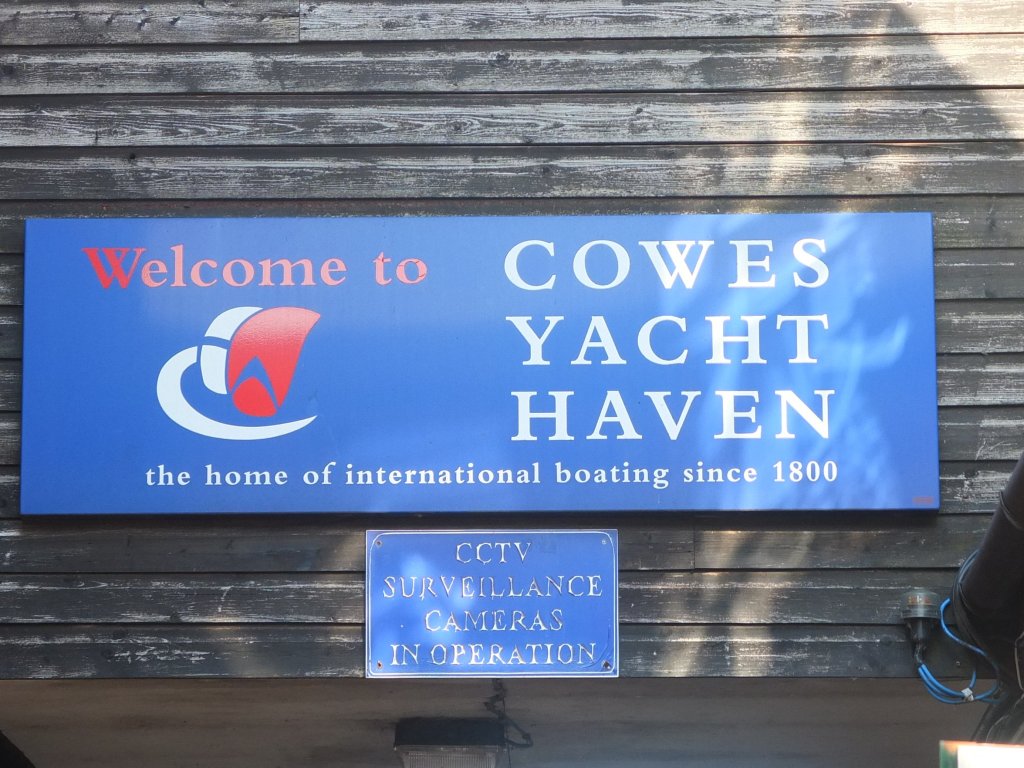 Welcome to
COWES
YACHT
HAVEN
the home of international boating since 1800
CCTV
SURVEILLANCE
CAMERAS
IN OPERATION